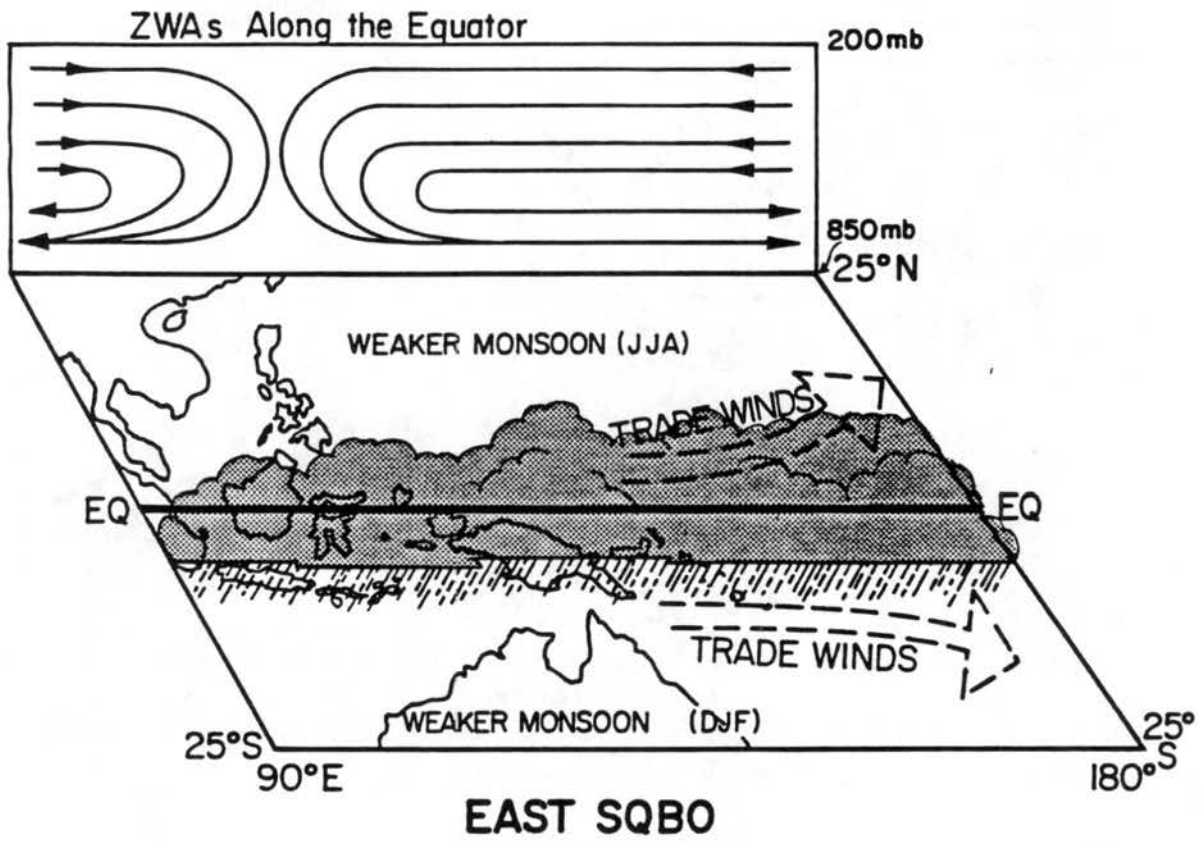 ZWAs Along the Equator
200mb
850mb
25°N
WEAKER MONSOON (JJA)
TRADE WINDS
EQ
EQ
TRADE WINDS
WEAKER MONSOON (DJF)
25°S
25°
S
90°E
180°
EAST SQBO